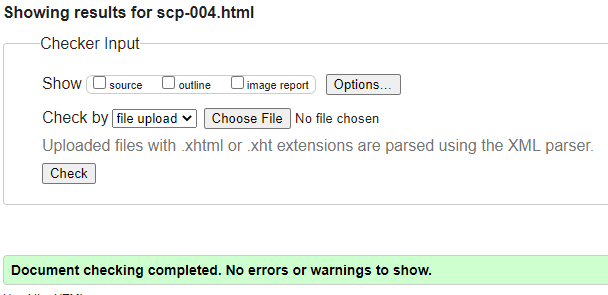 Showing results for scp-004.html
Checker Input
Show source outline image report Options...
Check by file upload Choose File No file chosen
Uploaded files with .xhtml or .xht extensions are parsed using the XML parser.
Check
Document checking completed. No errors or warnings to show.